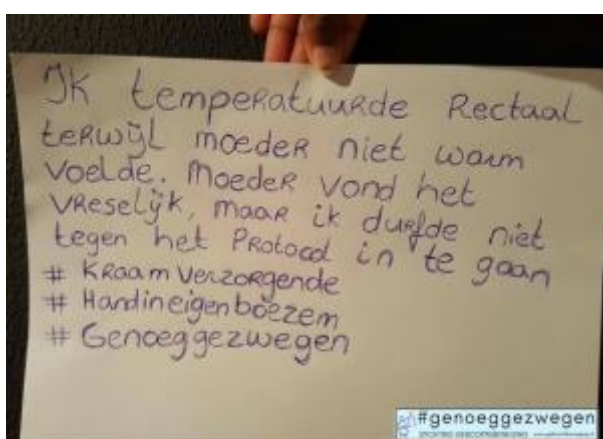 Ik temperatuurde Rectaal
terwijl moeder niet warm
voelde. Moeder vond het
vreselijk, maar ik durfde niet
tegen het Protocol in te gaan
# Kraamverzorgende
# Handineigenboezem
# Genoeggezwegen
#genoeggezwegen